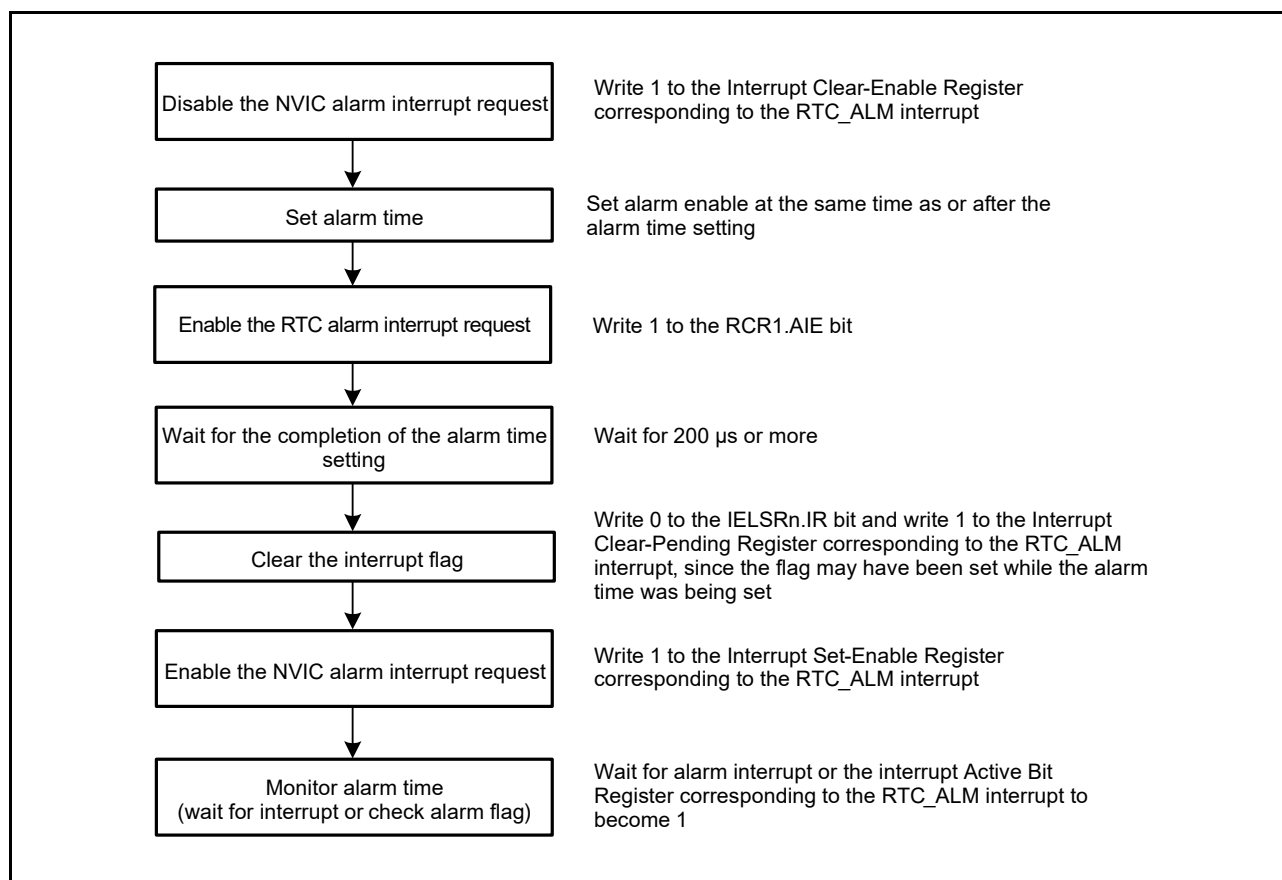 Disable the NVIC alarm interrupt request
Write 1 to the Interrupt Clear-Enable Register
corresponding to the RTC_ALM interrupt
Set alarm time
Set alarm enable at the same time as or after the
alarm time setting
Enable the RTC alarm interrupt request
Write 1 to the RCR1.AIE bit
Wait for the completion of the alarm time
setting
Wait for 200 µs or more
Clear the interrupt flag
Write 0 to the IELSRn.IR bit and write 1 to the Interrupt
Clear-Pending Register corresponding to the RTC_ALM
interrupt, since the flag may have been set while the alarm
time was being set
Enable the NVIC alarm interrupt request
Write 1 to the Interrupt Set-Enable Register
corresponding to the RTC_ALM interrupt
Monitor alarm time
(wait for interrupt or check alarm flag)
Wait for alarm interrupt or the interrupt Active Bit
Register corresponding to the RTC_ALM interrupt to
become 1